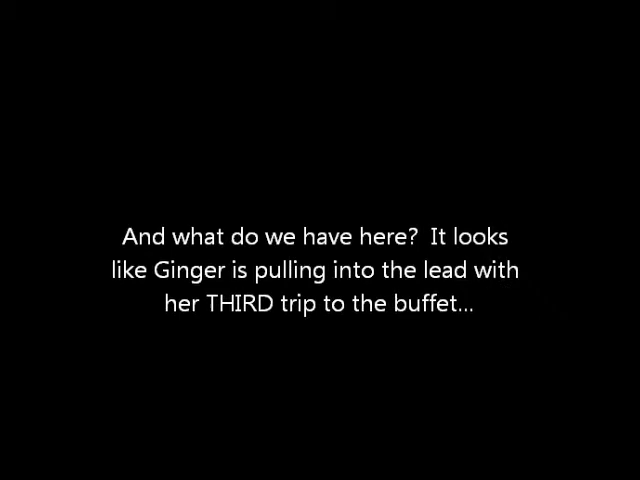 And what do we have here?  It looks
like Ginger is pulling into the lead with
her THIRD trip to the buffet...